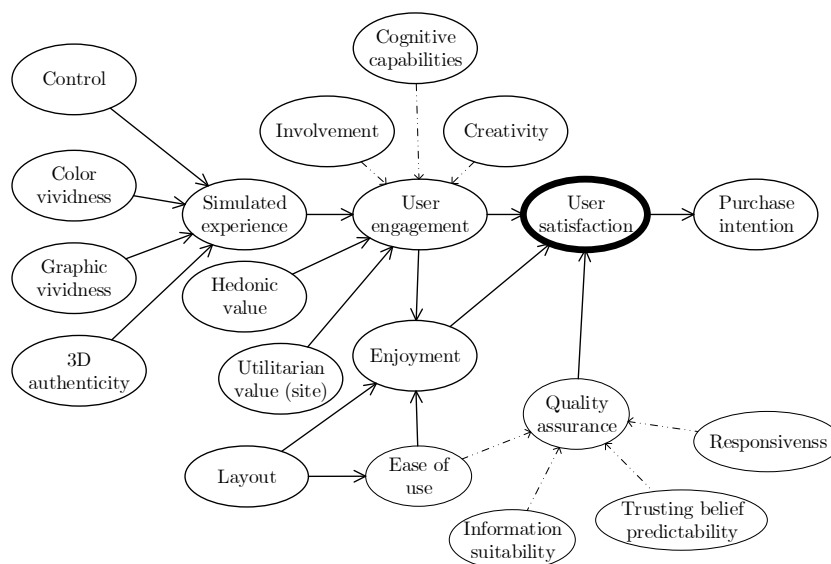 Cognitive
capabilities
Control
Involvement
Creativity
Color
vividness
Simulated
experience
User
engagement
User
satisfaction
Purchase
intention
Graphic
vividness
Hedonic
value
3D
authenticity
Utilitarian
value (site)
Enjoyment
Quality
assurance
Responsivenss
Layout
Ease of
use
Information
suitability
Trusting belief
predictability